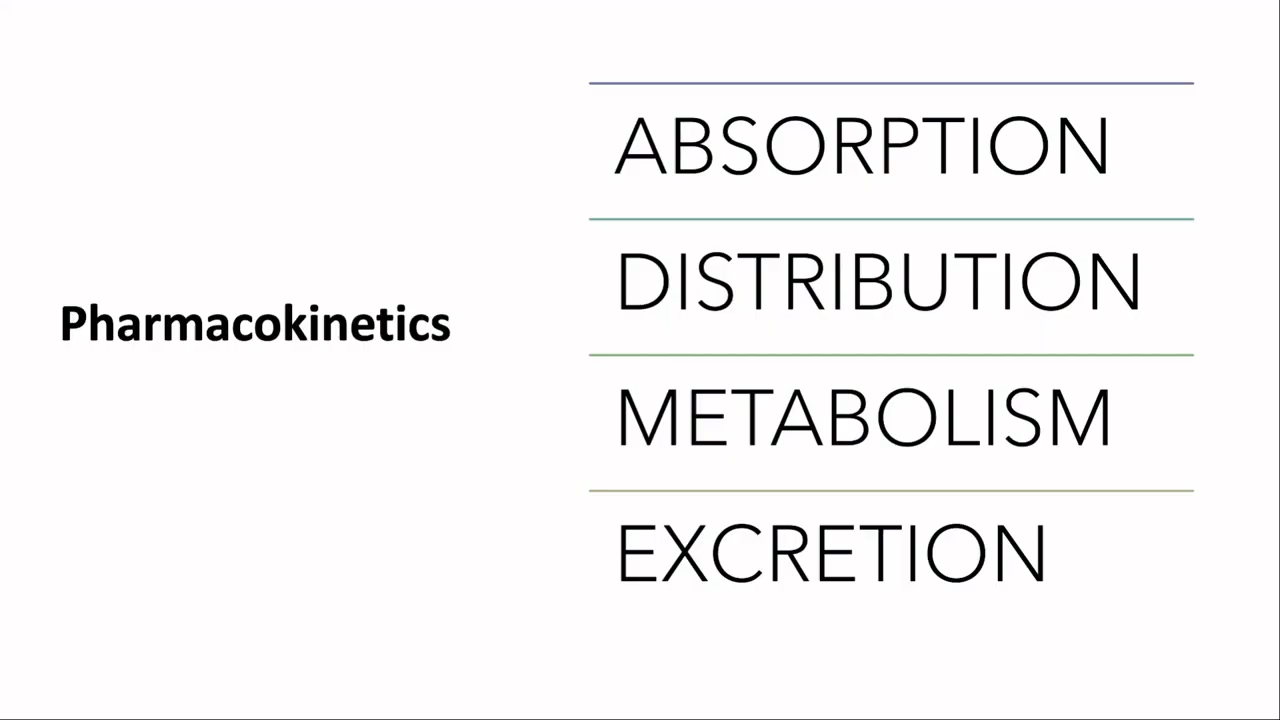 Pharmacokinetics
ABSORPTION
DISTRIBUTION
METABOLISM
EXCRETION